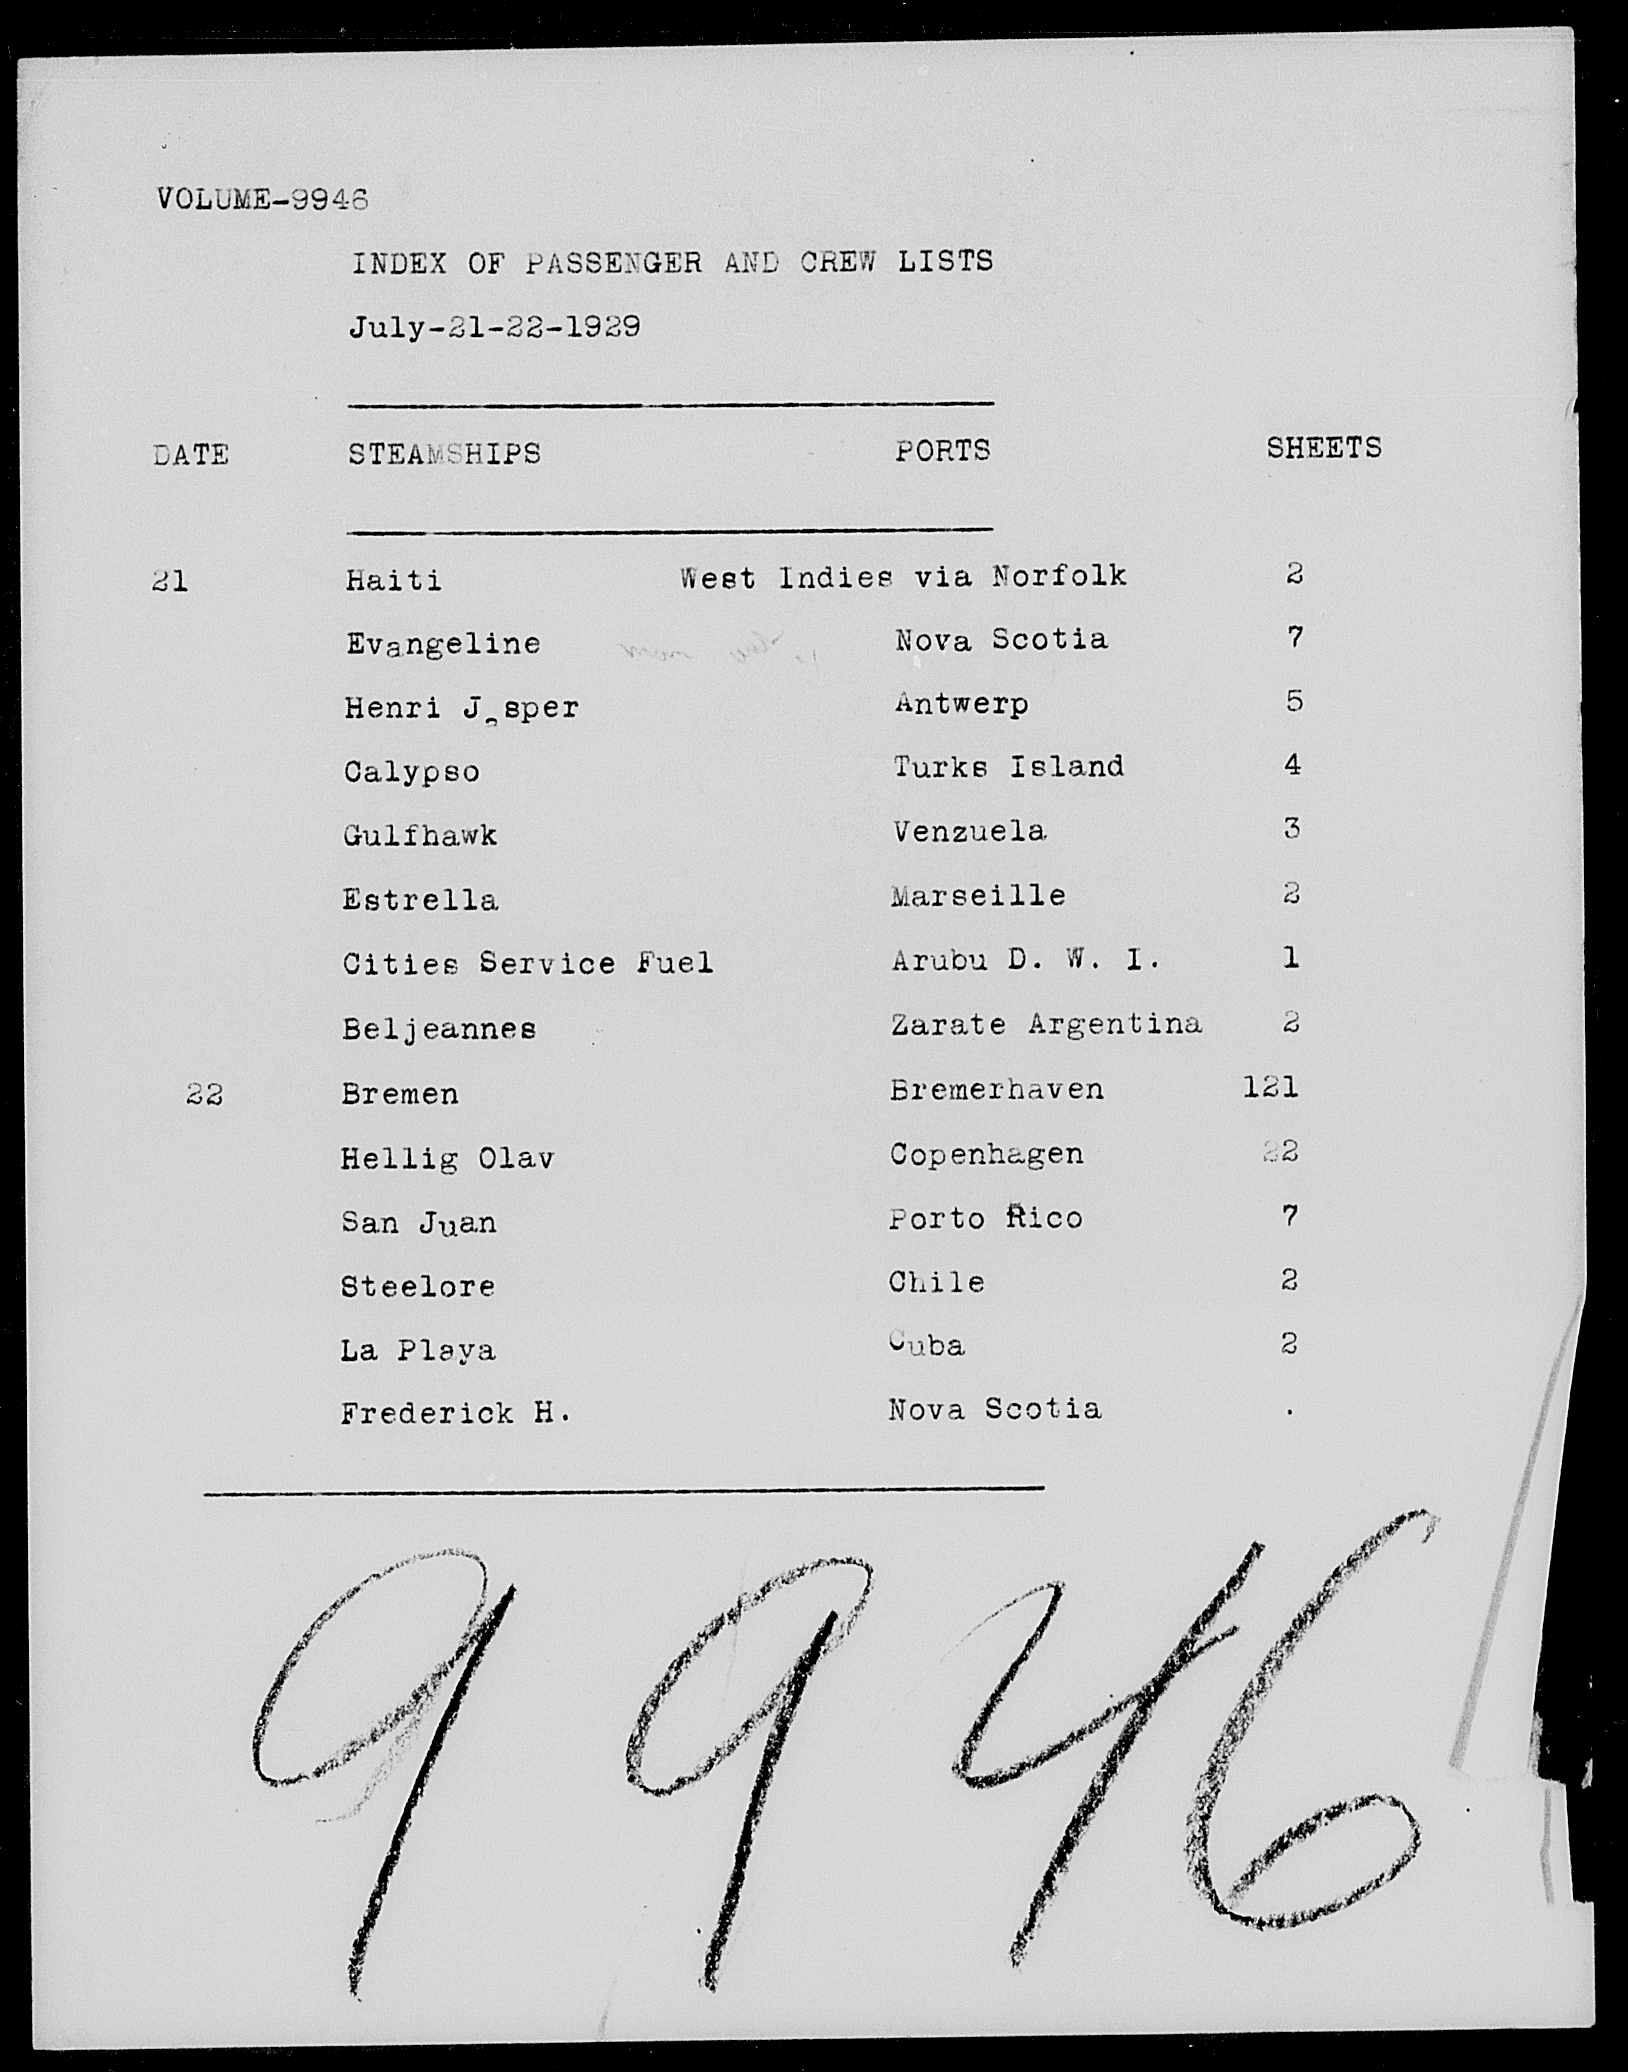 VOLUME-9946
INDEX OF PASSENGER AND CREW LISTS
July-21-22-1929
DATE STEAMSHIPS PORTS SHEETS
21 Haiti West Indies via Norfolk 2
Evangeline Nova Scotia 7
Henri Jasper Antwerp 5
Calypso Turks Island 4
Gulfhawk Venzuela 3
Estrella Marseille 2
Cities Service Fuel Arubu D. W. I. 1
Beljeannes Zarate Argentina 2
22 Bremen Bremerhaven 121
Hellig Olav Copenhagen 22
San Juan Porto Rico 7
Steelore Chile 2
La Playa Cuba 2
Frederick H. Nova Scotia .
9946